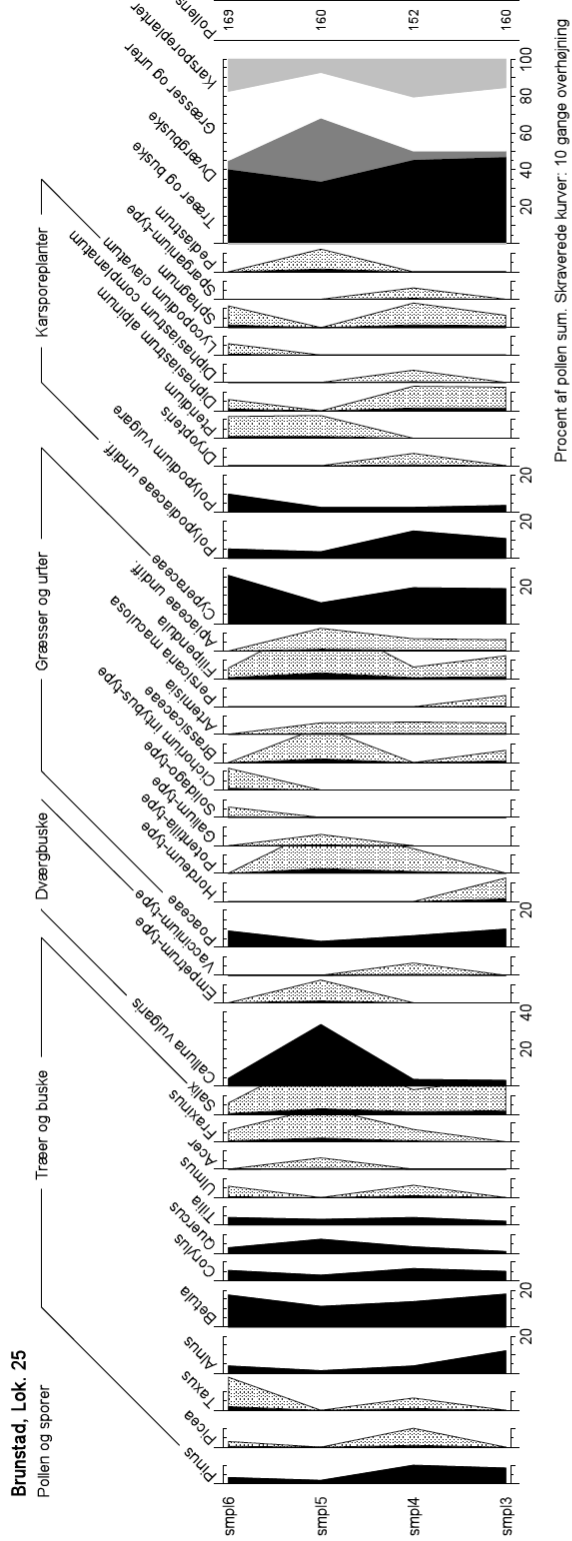 Brunstad, Lok. 25
Pollen og sporer
Træer og buske
Dværgbuske
Græsser og urter
Karsporeplanter
Pinus
Picea
Taxus
Alnus
Betula
Corylus
Quercus
Tilia
Ulmus
Acer
Fraxinus
Salix
Calluna vulgaris
Empetrum-type
Vaccinium-type
Poaceae
Hordeum-type
Potentilla-type
Galium-type
Solidago-type
Cichorium intybus-type
Brassicaceae
Artemisia
Persicaria maculosa
Filipendula
Apiaceae undiff.
Cyperaceae
Polypodiaceae undiff.
Polypodium vulgare
Dryopteris
Pteridium
Diphasiastrum alpinum
Diphasiastrum complanatum
Lycopodium clavatum
Sphagnum
Sparganium-type
Pediastrum
Træer og buske
Dværgbuske
Græsser og urter
Karsporeplanter
smpl6
169
smpl5
160
smpl4
152
smpl3
160
20 20 20 40 20 20 20 20 20 40 60 80 100
Procent af pollen sum. Skraverede kurver: 10 gange overhøjning